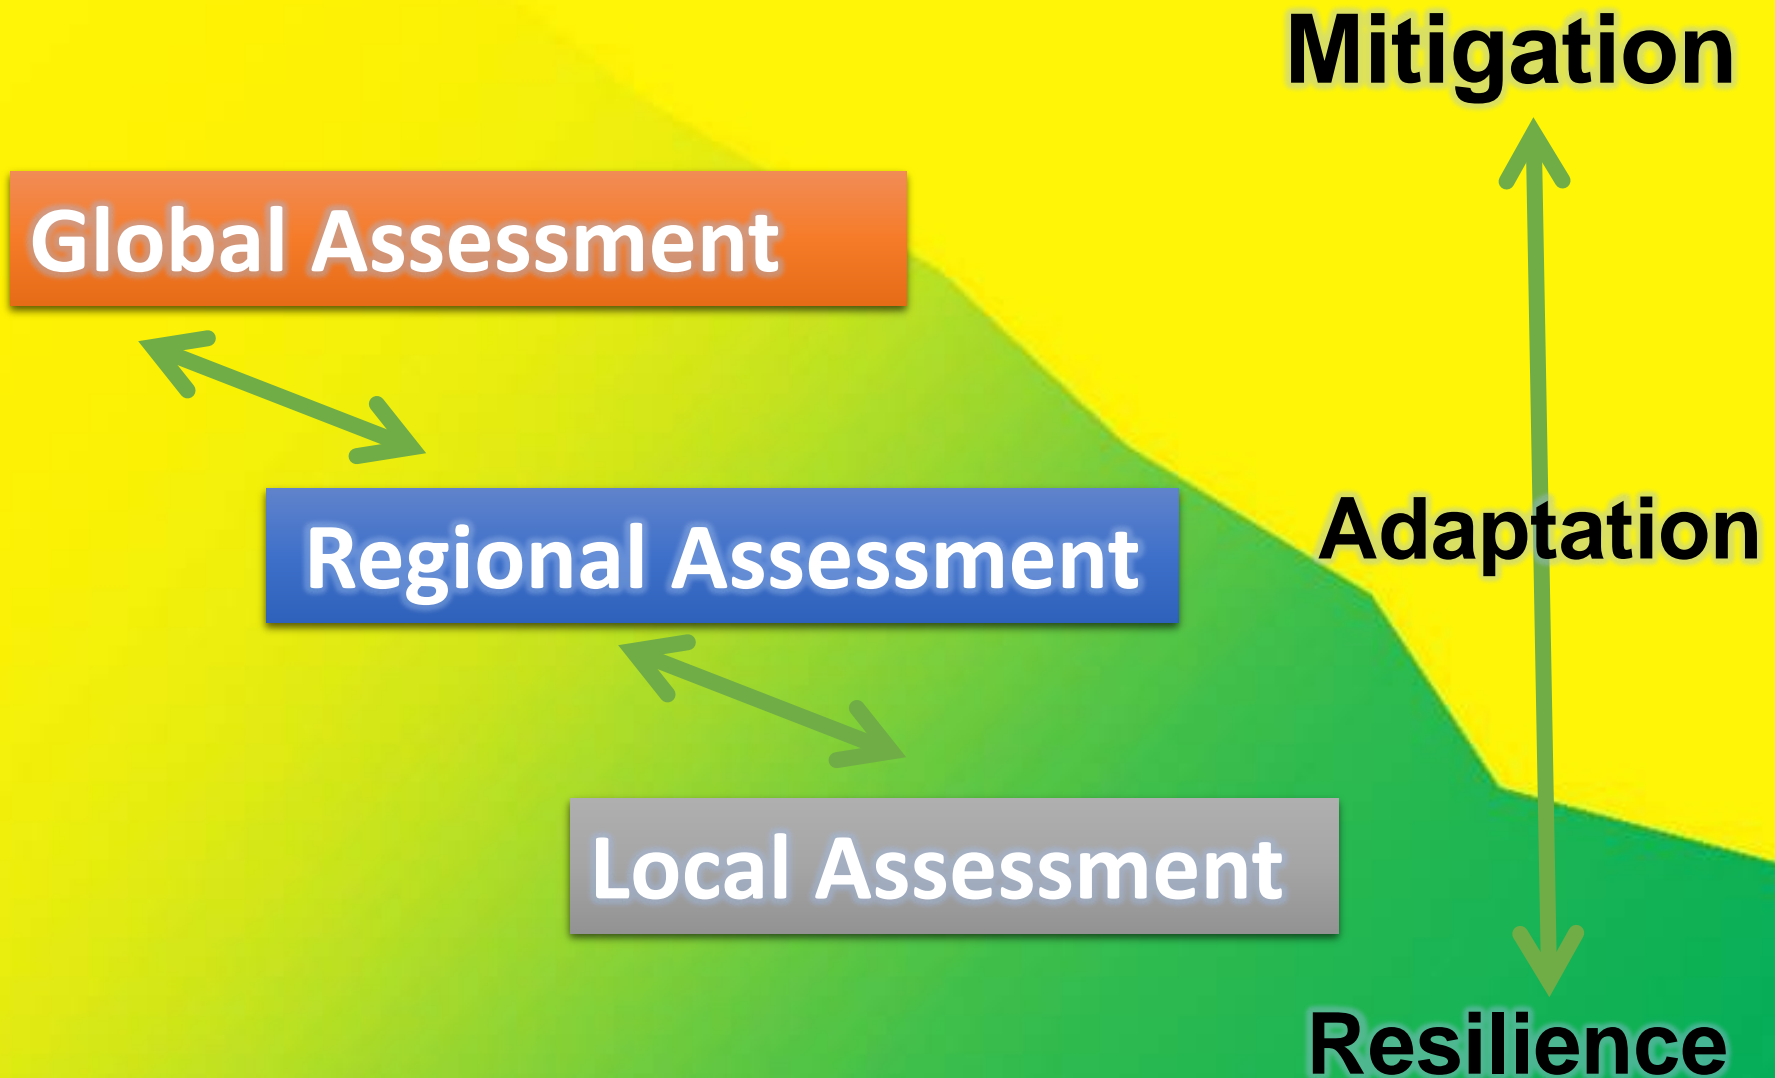 Mitigation
Global Assessment
Regional Assessment
Adaptation
Local Assessment
Resilience